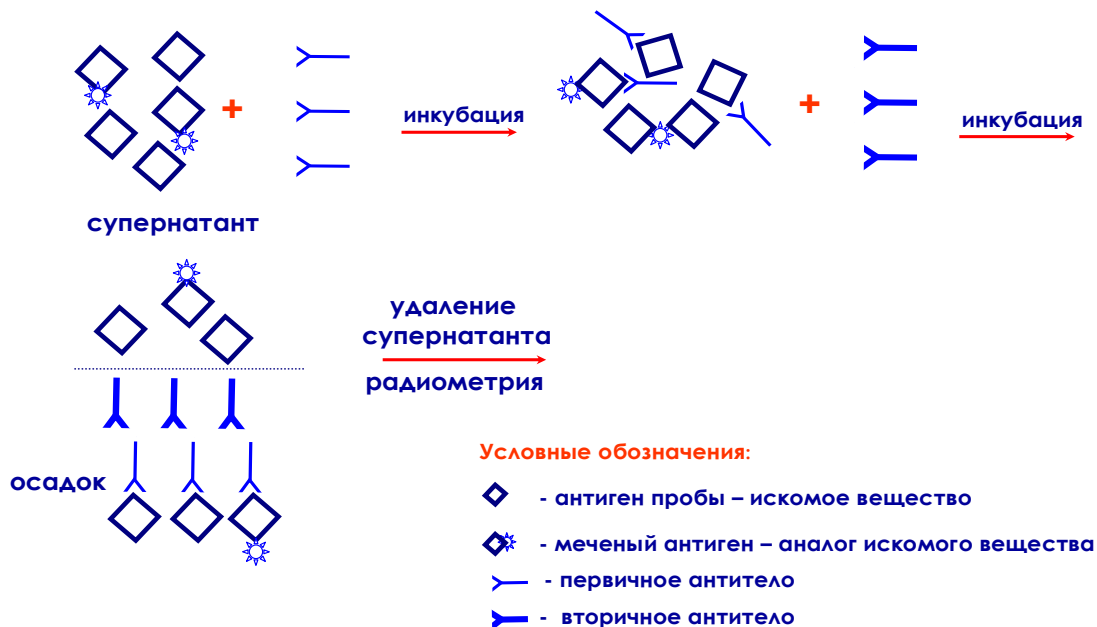 +
инкубация
+
инкубация
супернатант
удаление
супернатанта
радиометрия
осадок
Условные обозначения:
- антиген пробы – искомое вещество
- меченый антиген – аналог искомого вещества
- первичное антитело
- вторичное антитело